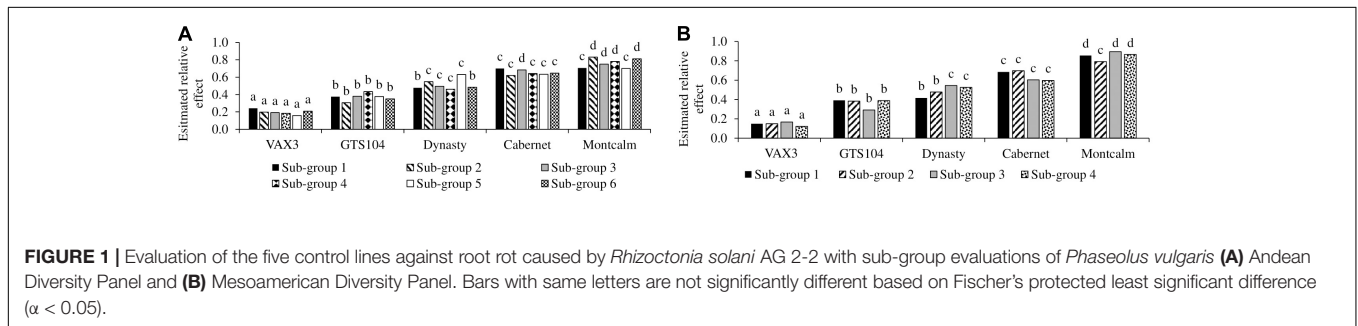 A
B
Esitmated relative
effect
1.0
0.8
0.6
0.4
0.2
0.0
a a a a a a
b b b b b b
b c c c c b
c c d c c c
c d d d c d
VAX3 GTS104 Dynasty Cabernet Montcalm
Sub-group 1 Sub-group 2 Sub-group 3
Sub-group 4 Sub-group 5 Sub-group 6
Esitmated relative
effect
1.0
0.8
0.6
0.4
0.2
0.0
a a a a
b b b b
b b c c
c c c c
d c d d
VAX3 GTS104 Dynasty Cabernet Montcalm
Sub-group 1 Sub-group 2 Sub-group 3 Sub-group 4
FIGURE 1 | Evaluation of the five control lines against root rot caused by Rhizoctonia solani AG 2-2 with sub-group evaluations of Phaseolus vulgaris (A) Andean
Diversity Panel and (B) Mesoamerican Diversity Panel. Bars with same letters are not significantly different based on Fischer's protected least significant difference
(α < 0.05).